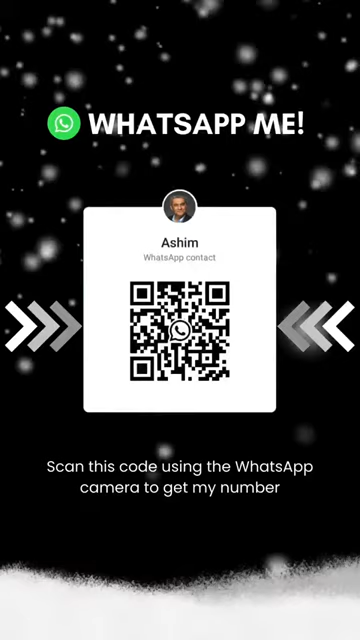 WHATSAPP ME!
Ashim
WhatsApp contact
Scan this code using the WhatsApp
camera to get my number